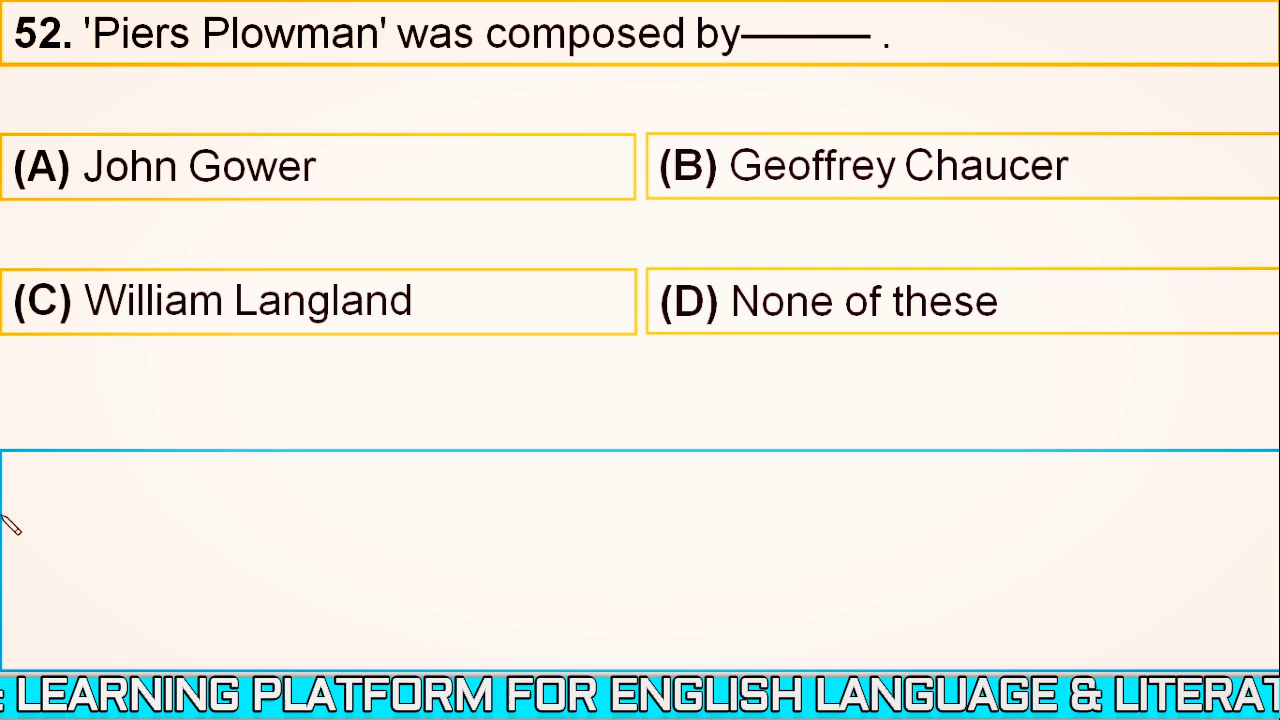 52. 'Piers Plowman' was composed by——— .
(A) John Gower
(B) Geoffrey Chaucer
(C) William Langland
(D) None of these
LEARNING PLATFORM FOR ENGLISH LANGUAGE & LITERAT